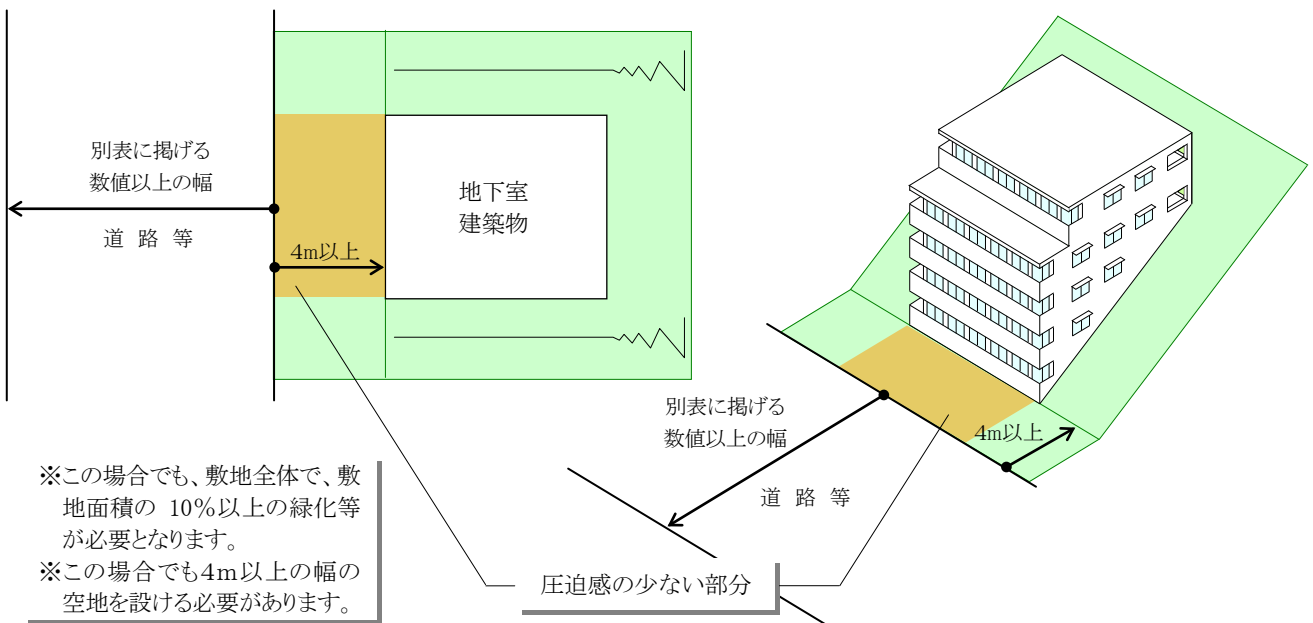 別表に掲げる
数値以上の幅
道 路 等
4m以上
地下室
建築物
別表に掲げる
数値以上の幅
道 路 等
4m以上
※この場合でも、敷地全体で、敷
地面積の 10%以上の緑化等
が必要となります。
※この場合でも4m以上の幅の
空地を設ける必要があります。
圧迫感の少ない部分